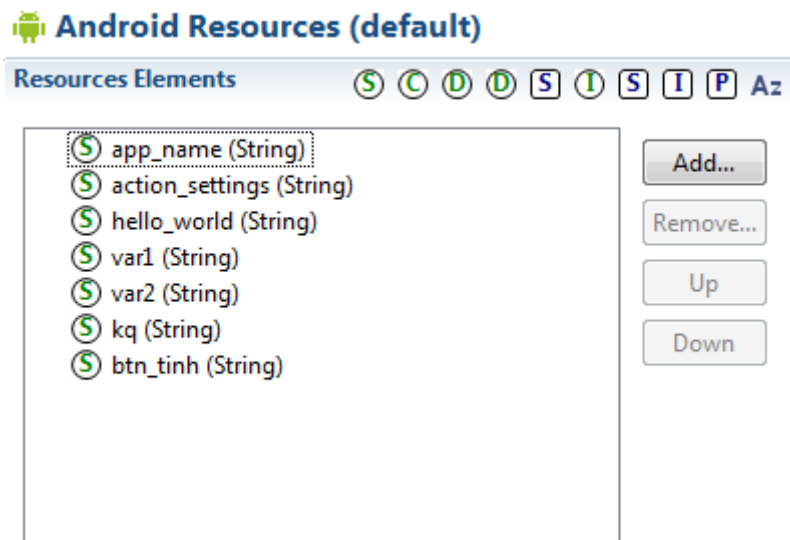 Android Resources (default)
Resources Elements S C D D S I S I P Az
S app_name (String)
S action_settings (String)
S hello_world (String)
S var1 (String)
S var2 (String)
S kq (String)
S btn_tinh (String)
Add...
Remove...
Up
Down